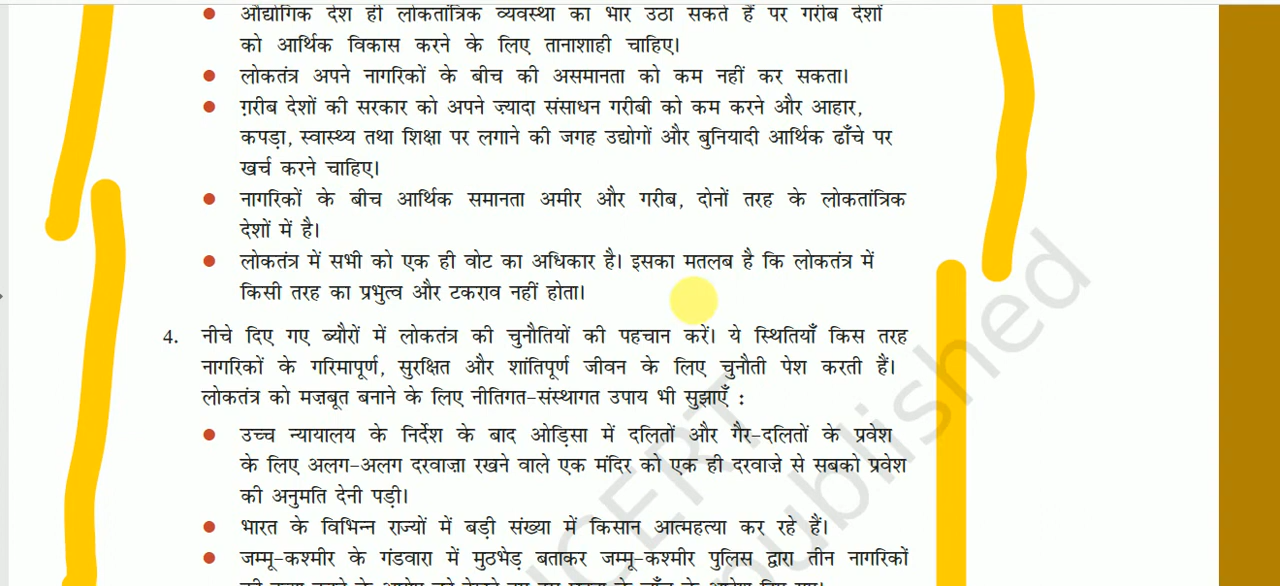 औद्योगिक देश ही लोकतांत्रिक व्यवस्था का भार उठा सकते हैं पर गरीब देशों
को आर्थिक विकास करने के लिए तानाशाही चाहिए।
लोकतंत्र अपने नागरिकों के बीच की असमानता को कम नहीं कर सकता।
ग़रीब देशों की सरकार को अपने ज़्यादा संसाधन गरीबी को कम करने और आहार,
कपड़ा, स्वास्थ्य तथा शिक्षा पर लगाने की जगह उद्योगों और बुनियादी आर्थिक ढाँचे पर
खर्च करने चाहिए।
नागरिकों के बीच आर्थिक समानता अमीर और गरीब, दोनों तरह के लोकतांत्रिक
देशों में है।
लोकतंत्र में सभी को एक ही वोट का अधिकार है। इसका मतलब है कि लोकतंत्र में
किसी तरह का प्रभुत्व और टकराव नहीं होता।
4. नीचे दिए गए ब्यौरों में लोकतंत्र की चुनौतियों की पहचान करें। ये स्थितियाँ किस तरह
नागरिकों के गरिमापूर्ण, सुरक्षित और शांतिपूर्ण जीवन के लिए चुनौती पेश करती हैं।
लोकतंत्र को मज़बूत बनाने के लिए नीतिगत-संस्थागत उपाय भी सुझाएँ :
उच्च न्यायालय के निर्देश के बाद ओड़िसा में दलितों और गैर-दलितों के प्रवेश
के लिए अलग-अलग दरवाजा रखने वाले एक मंदिर को एक ही दरवाजे से सबको प्रवेश
की अनुमति देनी पड़ी।
भारत के विभिन्न राज्यों में बड़ी संख्या में किसान आत्महत्या कर रहे हैं।
जम्मू-कश्मीर के गंडवारा में मुठभेड़ बताकर जम्मू-कश्मीर पुलिस द्वारा तीन नागरिकों
NCERT
published